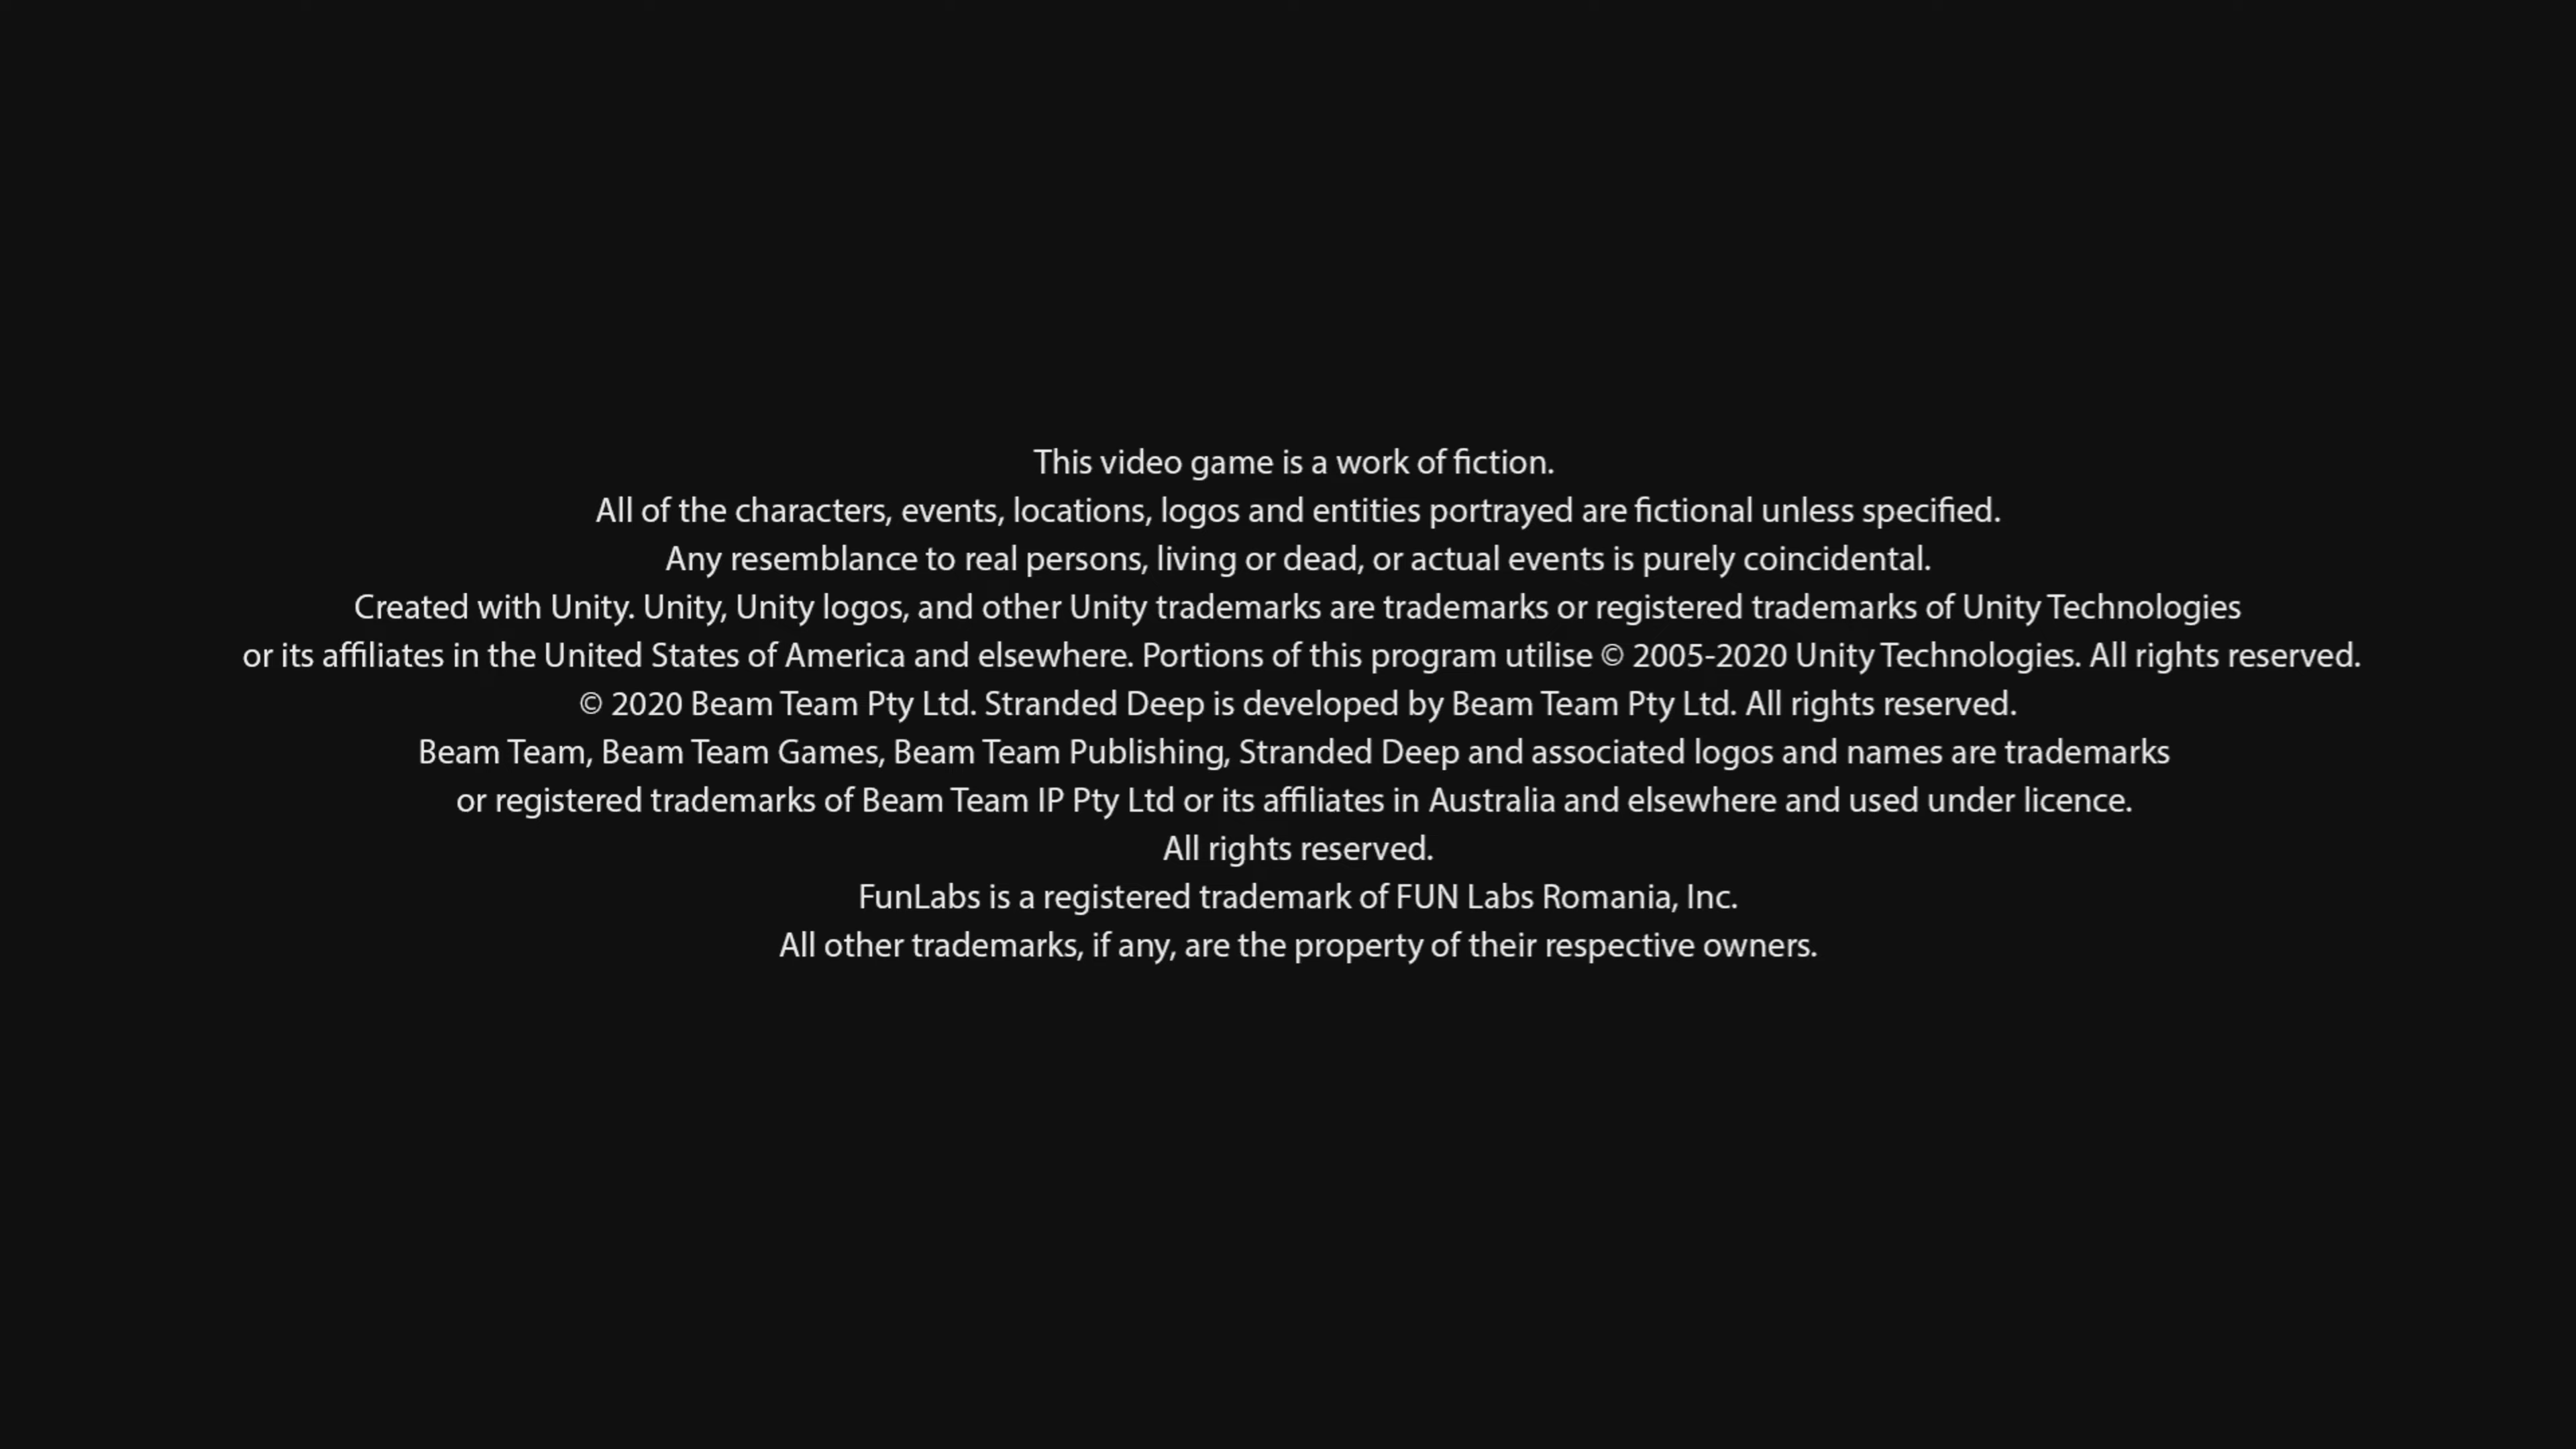 This video game is a work of fiction.
All of the characters, events, locations, logos and entities portrayed are fictional unless specified.
Any resemblance to real persons, living or dead, or actual events is purely coincidental.
Created with Unity. Unity, Unity logos, and other Unity trademarks are trademarks or registered trademarks of Unity Technologies
or its affiliates in the United States of America and elsewhere. Portions of this program utilise © 2005-2020 Unity Technologies. All rights reserved.
© 2020 Beam Team Pty Ltd. Stranded Deep is developed by Beam Team Pty Ltd. All rights reserved.
Beam Team, Beam Team Games, Beam Team Publishing, Stranded Deep and associated logos and names are trademarks
or registered trademarks of Beam Team IP Pty Ltd or its affiliates in Australia and elsewhere and used under licence.
All rights reserved.
FunLabs is a registered trademark of FUN Labs Romania, Inc.
All other trademarks, if any, are the property of their respective owners.